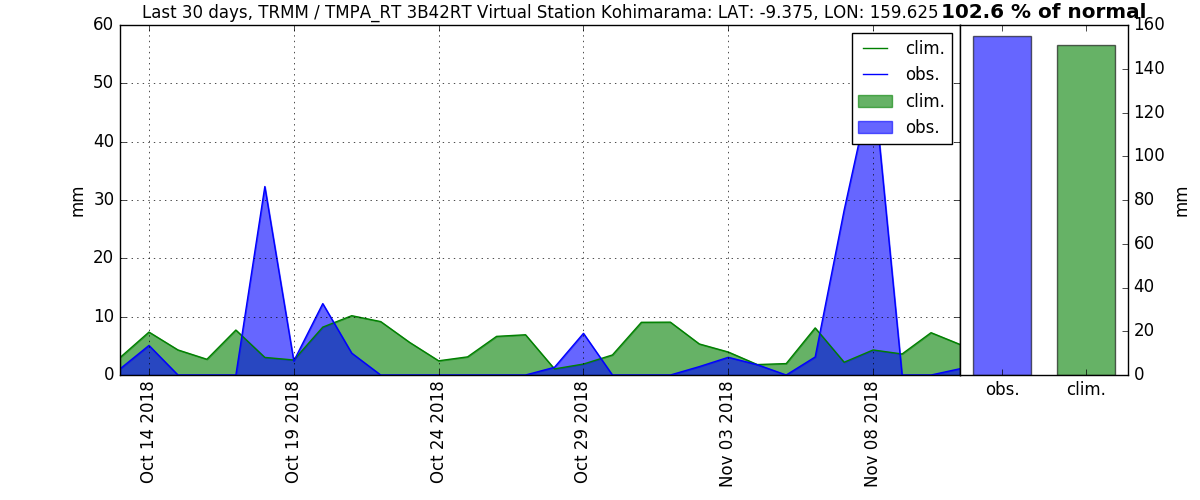 Last 30 days, TRMM / TMPA_RT 3B42RT Virtual Station Kohimarama: LAT: -9.375, LON: 159.625
102.6 % of normal
60
50
40
30
20
10
0
mm
clim.
obs.
clim.
obs.
Oct 14 2018
Oct 19 2018
Oct 24 2018
Oct 29 2018
Nov 03 2018
Nov 08 2018
160
140
120
100
80
60
40
20
0
mm
obs.
clim.